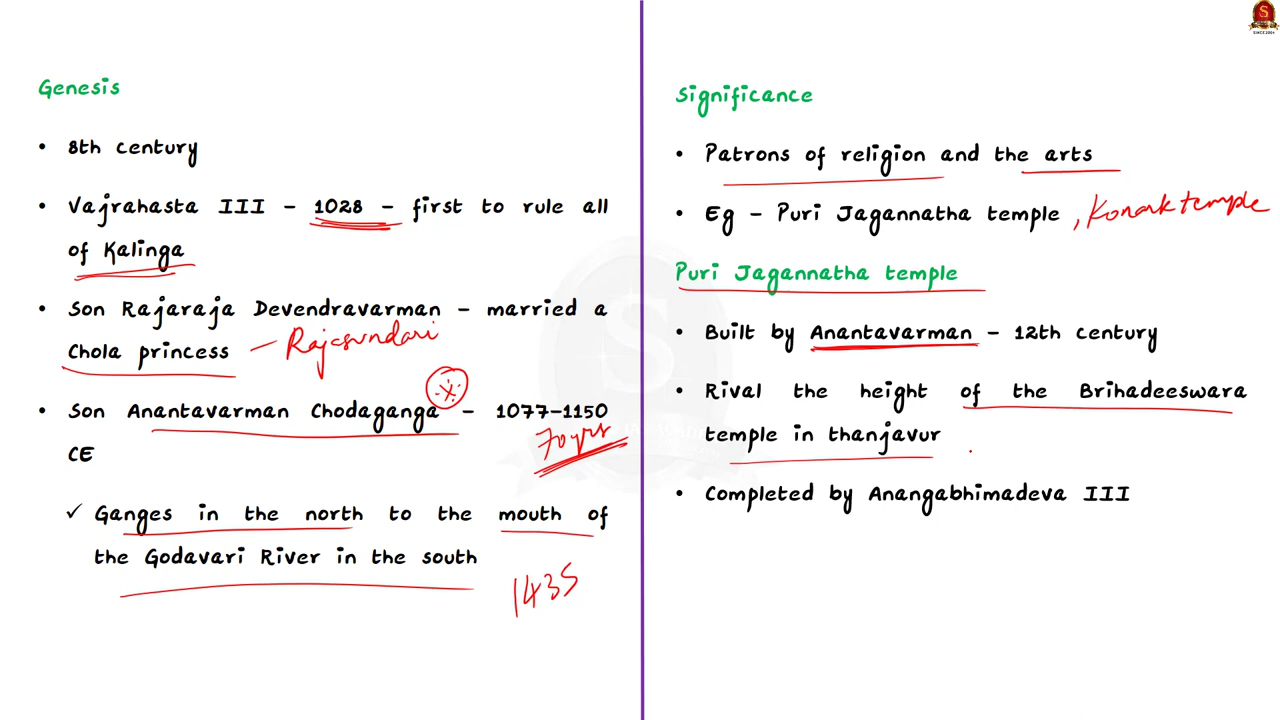 Genesis
• 8th century
• Vajrahasta III - 1028 - first to rule all
of Kalinga
• Son Rajaraja Devendravarman - married a
Chola princess - Rajasundari
• Son Anantavarman Chodaganga - 1077-1150
70yrs
CE
✓ Ganges in the north to the mouth of
the Godavari River in the south
1435
S
SINCE 2004
Significance
• Patrons of religion and the arts
• Eg - Puri Jagannatha temple , Konark temple
Puri Jagannatha temple
• Built by Anantavarman - 12th century
• Rival the height of the Brihadeeswara
temple in thanjavur
• Completed by Anangabhimadeva III